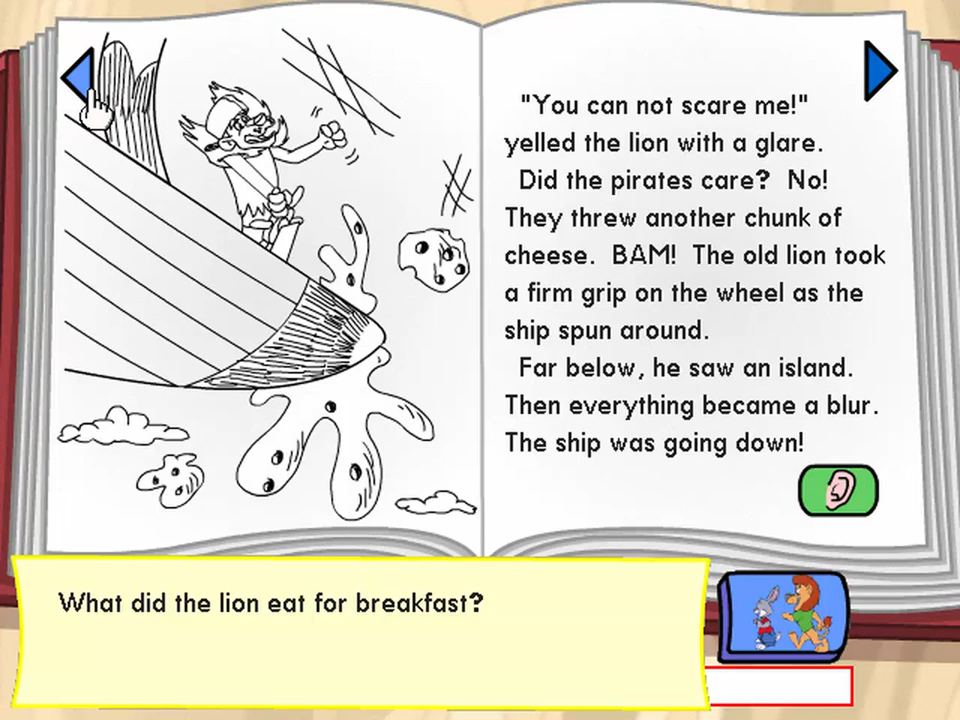 "You can not scare me!"
yelled the lion with a glare.
Did the pirates care? No!
They threw another chunk of
cheese. BAM! The old lion took
a firm grip on the wheel as the
ship spun around.
Far below, he saw an island.
Then everything became a blur.
The ship was going down!
What did the lion eat for breakfast?